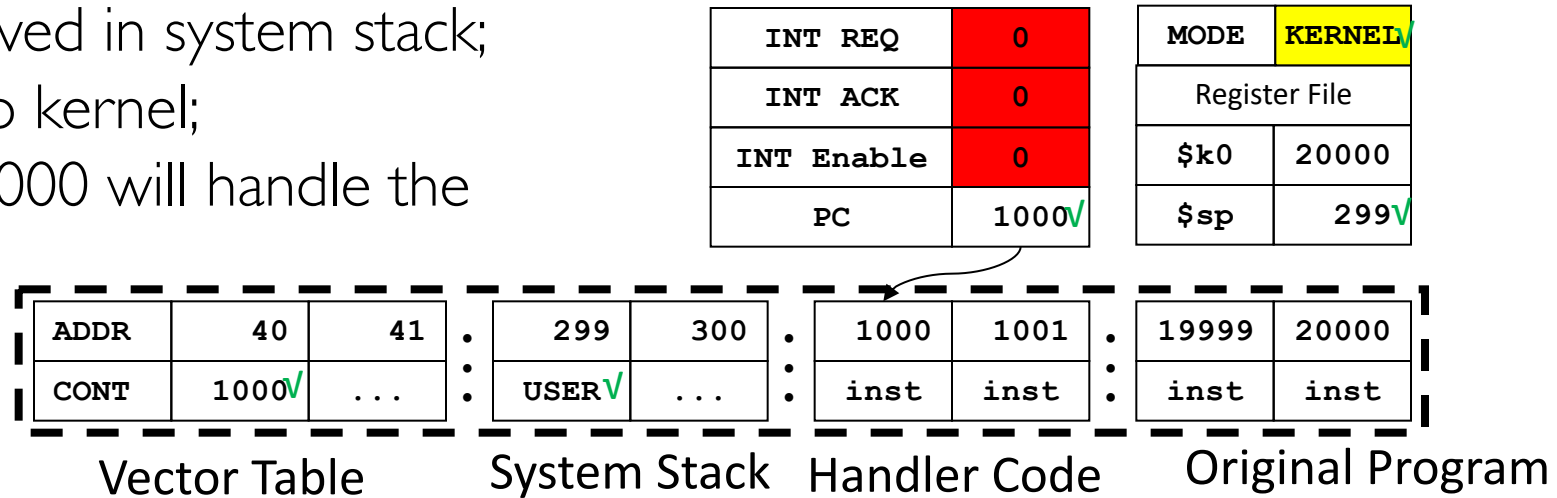 ved in system stack;
o kernel;
000 will handle the
INT REQ 0
INT ACK 0
INT Enable 0
PC 1000√
MODE KERNEL√
Register File
$k0 20000
$sp 299√
ADDR 40 41 : 299 300 : 1000 1001 : 19999 20000
CONT 1000√ ... : USER√ ... : inst inst : inst inst
Vector Table System Stack Handler Code Original Program